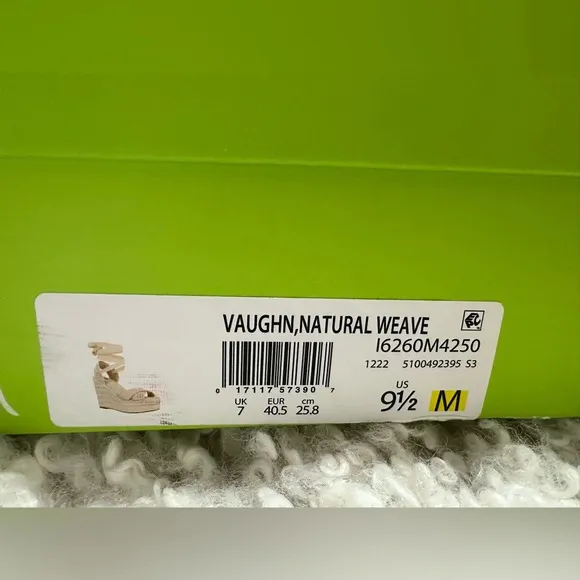 VAUGHN,NATURAL WEAVE
I6260M4250
1222 5100492395 S3
0 17117 57390 7
UK EUR cm US
7 40.5 25.8 9½ M